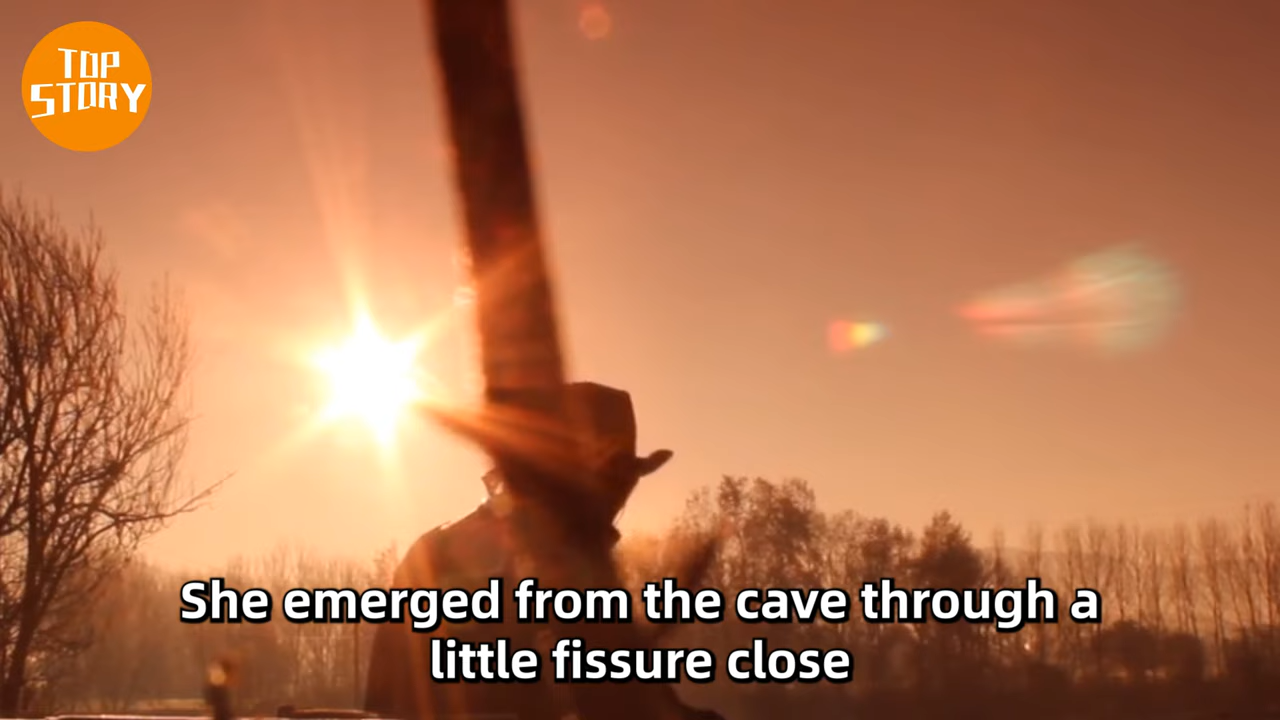 TOP
STORY
She emerged from the cave through a
little fissure close